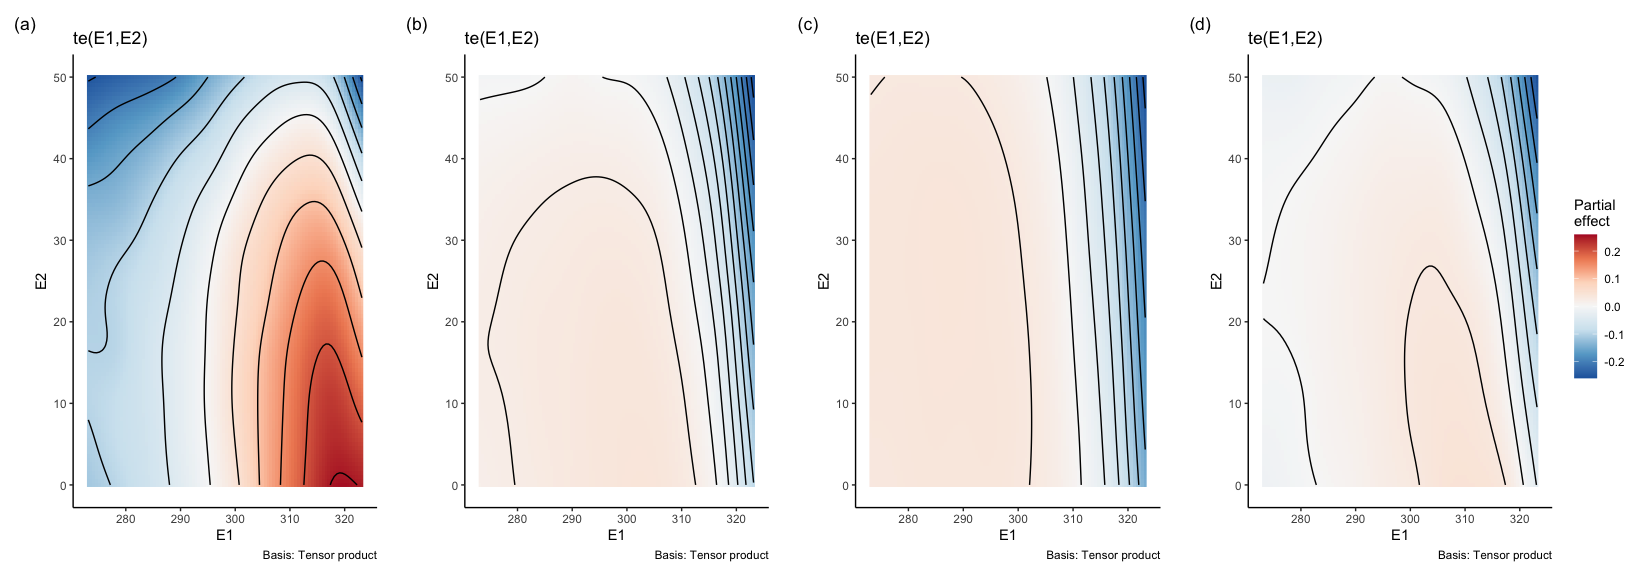 (a)
te(E1,E2)
50
40
30
20
10
0
E2
280 290 300 310 320
E1
Basis: Tensor product
(b)
te(E1,E2)
50
40
30
20
10
0
E2
280 290 300 310 320
E1
Basis: Tensor product
(c)
te(E1,E2)
50
40
30
20
10
0
E2
280 290 300 310 320
E1
Basis: Tensor product
(d)
te(E1,E2)
50
40
30
20
10
0
E2
280 290 300 310 320
E1
Basis: Tensor product
Partial
effect
0.2
0.1
0.0
-0.1
-0.2